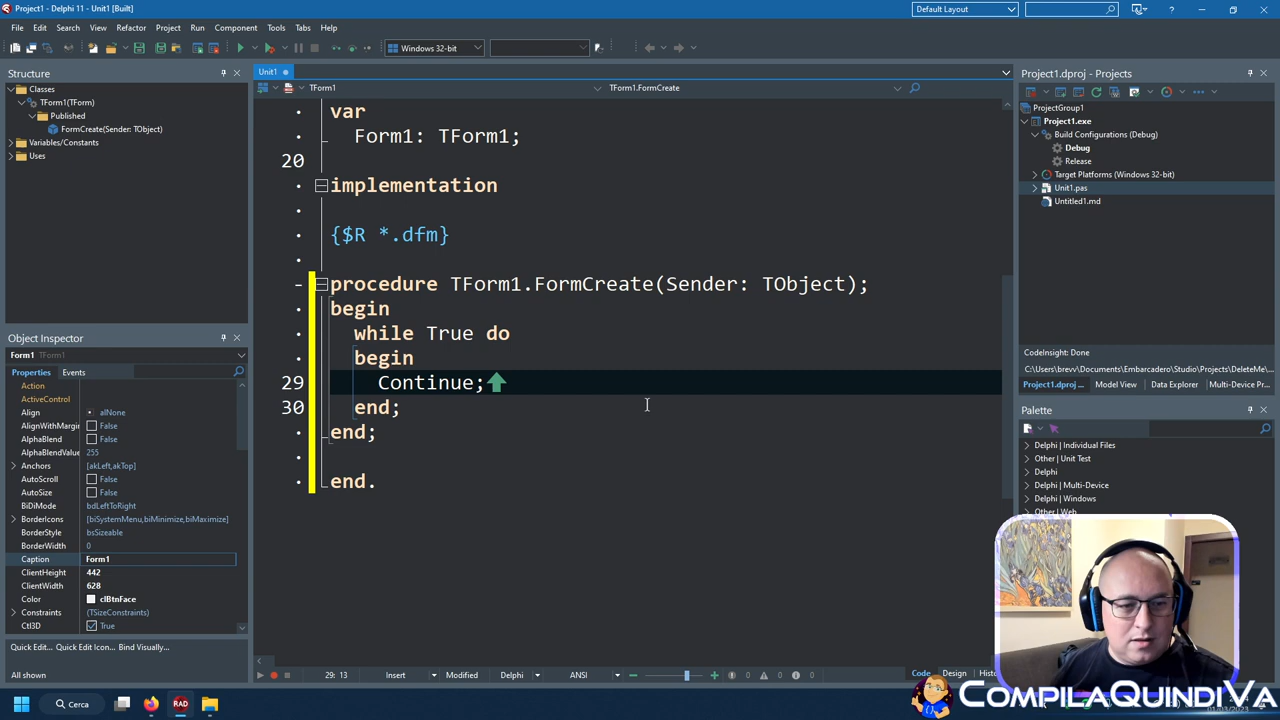 Project1 - Delphi 11 - Unit1 [Built]
Default Layout
File Edit Search View Refactor Project Run Component Tools Tabs Help
Windows 32-bit
Structure
Classes
TForm1(TForm)
Published
FormCreate(Sender: TObject)
Variables/Constants
Uses
Object Inspector
Form1 TForm1
Properties Events
Action
ActiveControl
Align alNone
AlignWithMargin False
AlphaBlend False
AlphaBlendValue 255
Anchors [akLeft,akTop]
AutoScroll False
AutoSize False
BiDiMode bdLeftToRight
BorderIcons [biSystemMenu,biMinimize,biMaximize]
BorderStyle bsSizeable
BorderWidth 0
Caption Form1
ClientHeight 442
ClientWidth 628
Color clBtnFace
Constraints (TSizeConstraints)
Ctl3D True
Quick Edit... Quick Edit Icon... Bind Visually...
All shown
Unit1
TForm1 TForm1.FormCreate
var
Form1: TForm1;
20
implementation
{$R *.dfm}
procedure TForm1.FormCreate(Sender: TObject);
begin
while True do
begin
29 Continue;
30 end;
end;
end.
29: 13 Insert Modified Delphi ANSI 0 0 0
Code Design Histo
Project1.dproj - Projects
ProjectGroup1
Project1.exe
Build Configurations (Debug)
Debug
Release
Target Platforms (Windows 32-bit)
Unit1.pas
Untitled1.md
CodeInsight: Done
C:\Users\brevv\Documents\Embarcadero\Studio\Projects\DeleteMe\
Project1.dproj... Model View Data Explorer Multi-Device Pr...
Palette
Delphi | Individual Files
Other | Unit Test
Delphi
Delphi | Multi-Device
Delphi | Windows
Other | Web
Cerca
RAD
COMPILAQUINDIVA